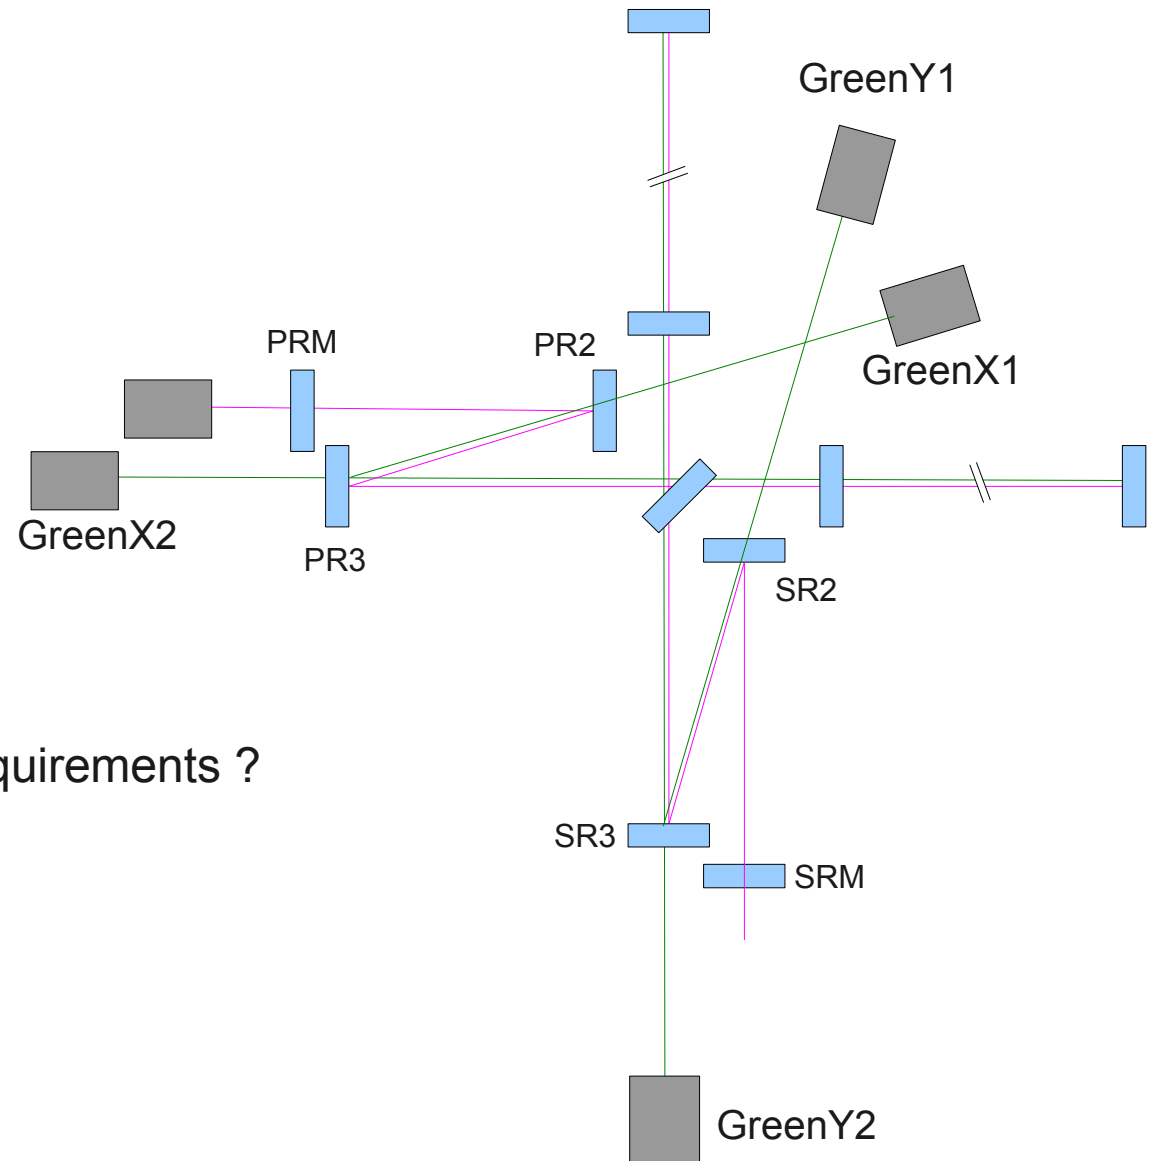 GreenY1
PRM
PR2
GreenX1
GreenX2
PR3
SR2
quirements ?
SR3
SRM
GreenY2